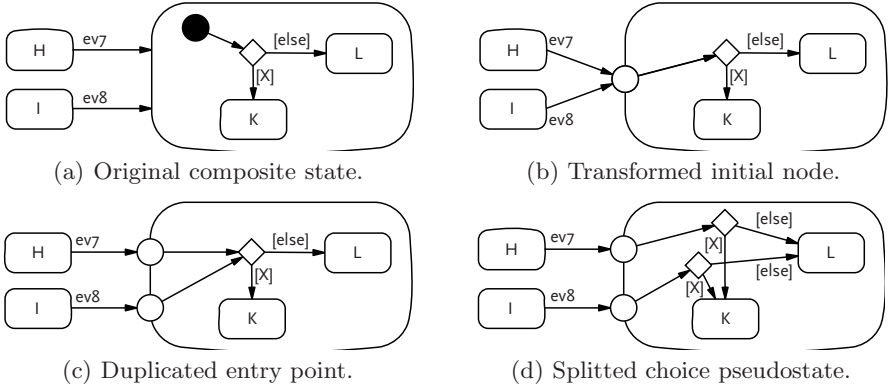 ev7 [else] ev7 [else]
H L H L
[X] [X]
I ev8 K I ev8 K
(a) Original composite state. (b) Transformed initial node.
ev7 [else] ev7 [else]
H L H [X] L
[X] [else]
I ev8 K I ev8 [X] K
(c) Duplicated entry point. (d) Splitted choice pseudostate.